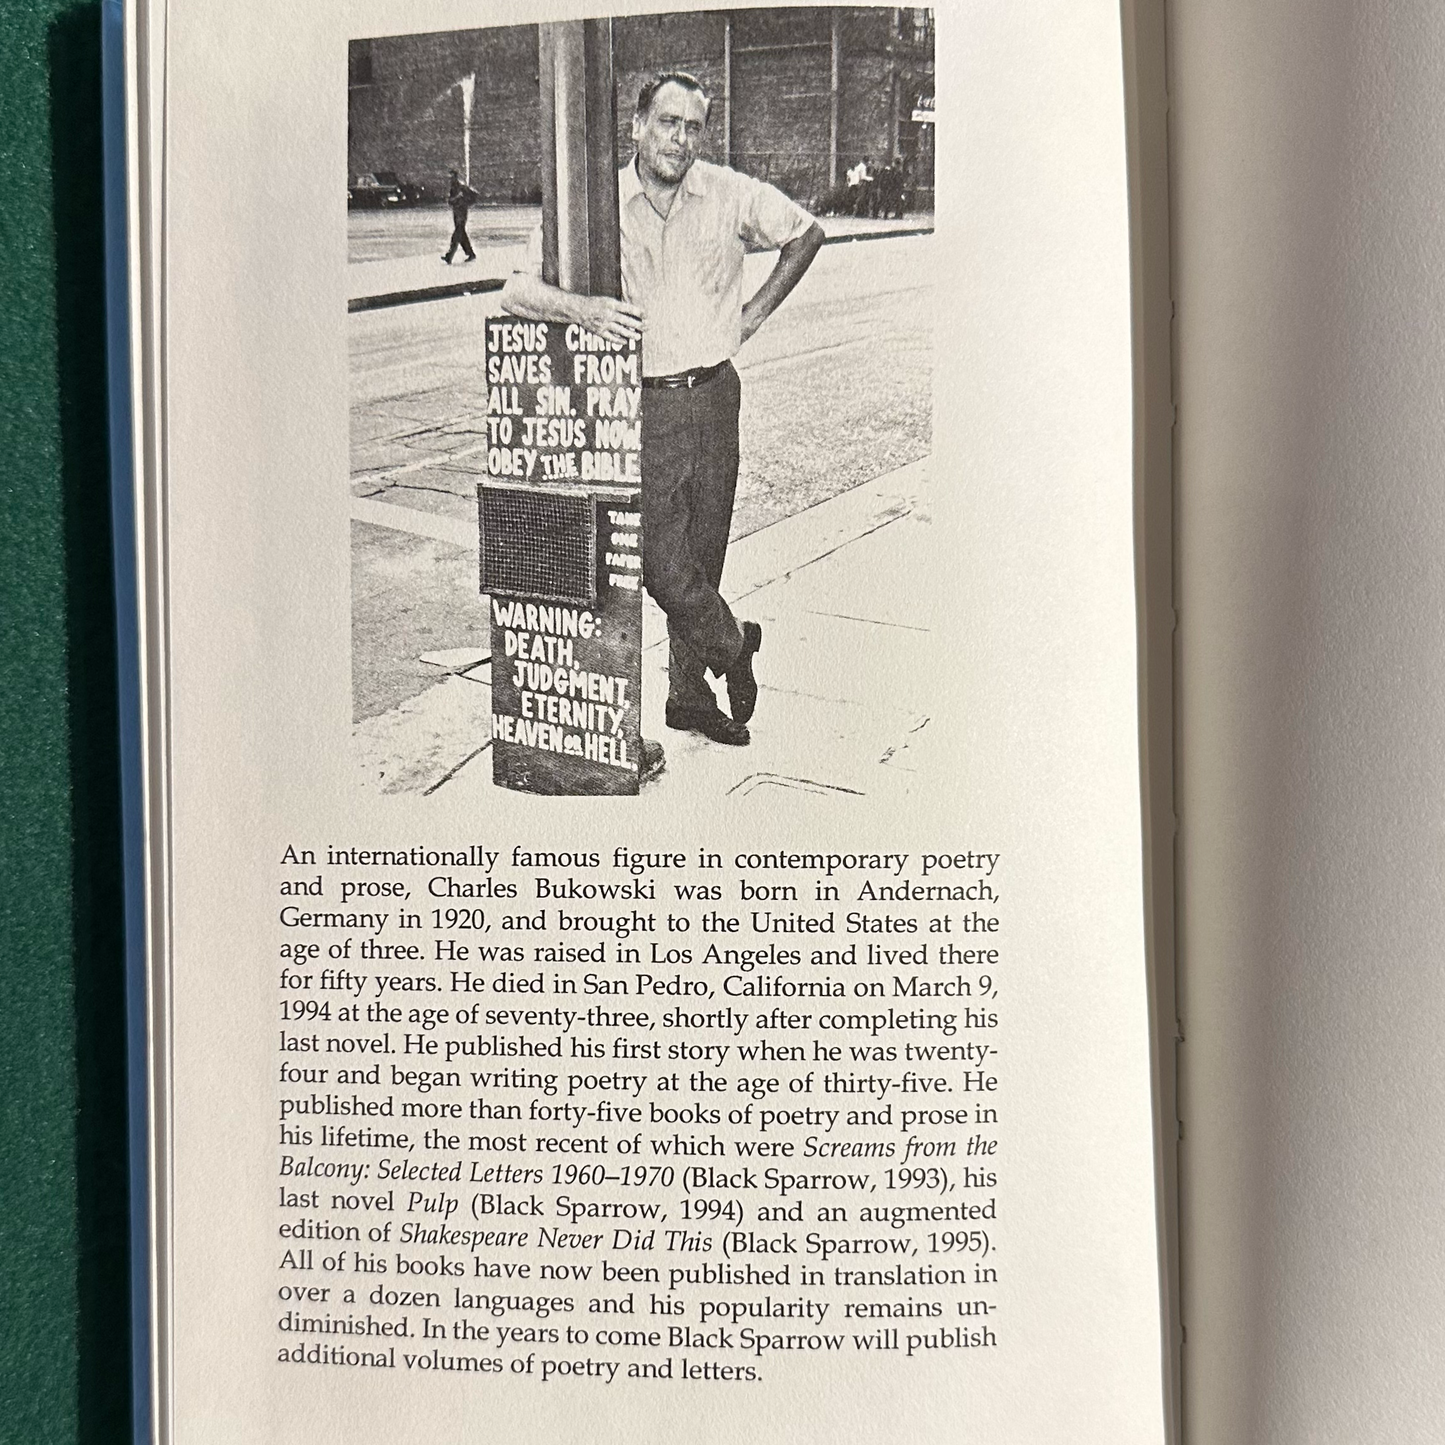 JESUS CHRIST
SAVES FROM
ALL SIN. PRAY
TO JESUS NOW
OBEY THE BIBLE
TAKE
ONE
PAPER
FREE
WARNING:
DEATH,
JUDGMENT,
ETERNITY,
HEAVEN OR HELL.
An internationally famous figure in contemporary poetry
and prose, Charles Bukowski was born in Andernach,
Germany in 1920, and brought to the United States at the
age of three. He was raised in Los Angeles and lived there
for fifty years. He died in San Pedro, California on March 9,
1994 at the age of seventy-three, shortly after completing his
last novel. He published his first story when he was twenty-
four and began writing poetry at the age of thirty-five. He
published more than forty-five books of poetry and prose in
his lifetime, the most recent of which were Screams from the
Balcony: Selected Letters 1960–1970 (Black Sparrow, 1993), his
last novel Pulp (Black Sparrow, 1994) and an augmented
edition of Shakespeare Never Did This (Black Sparrow, 1995).
All of his books have now been published in translation in
over a dozen languages and his popularity remains un-
diminished. In the years to come Black Sparrow will publish
additional volumes of poetry and letters.